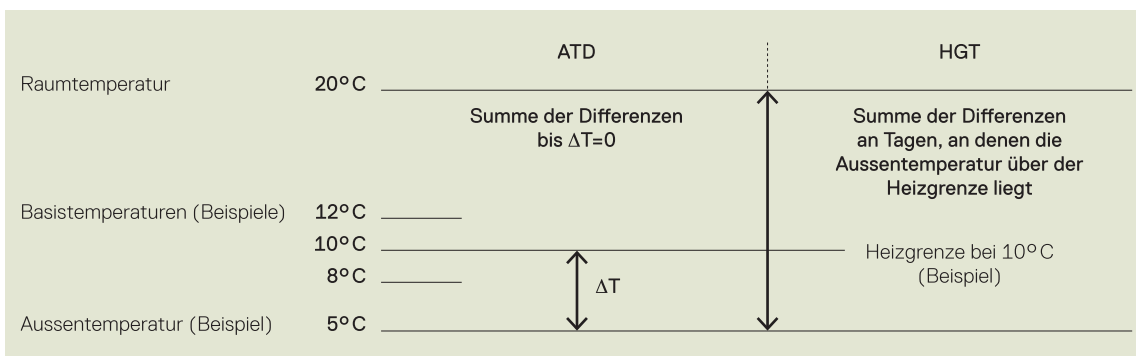 ATD
HGT
Raumtemperatur
20° C
Summe der Differenzen
bis ΔT=0
Summe der Differenzen
an Tagen, an denen die
Aussentemperatur über der
Heizgrenze liegt
Basistemperaturen (Beispiele)
12° C
10° C
8° C
ΔT
Heizgrenze bei 10° C
(Beispiel)
Aussentemperatur (Beispiel)
5° C